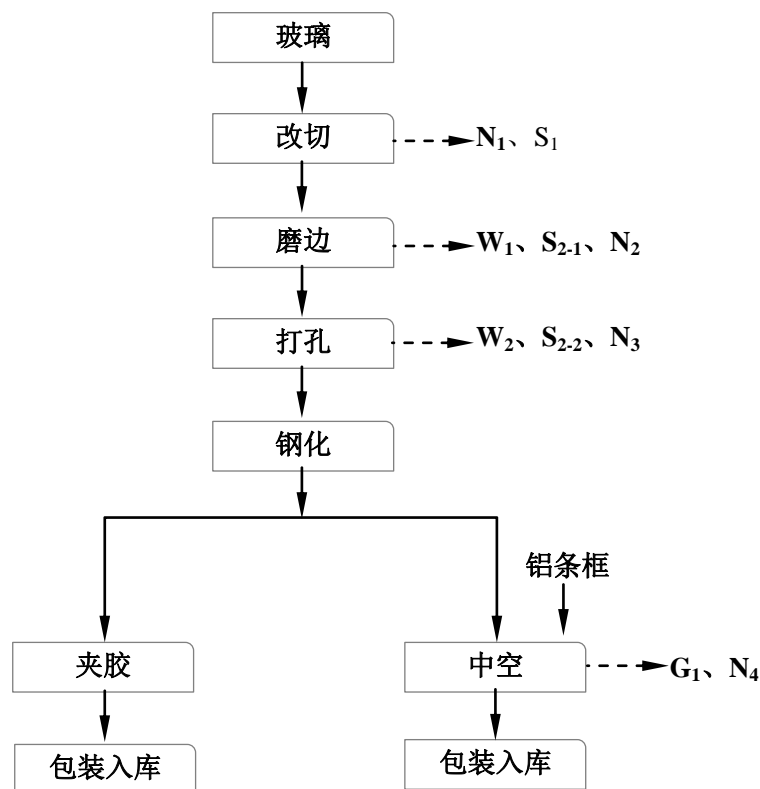 玻璃
改切
N₁、S₁
磨边
W₁、S₂₋₁、N₂
打孔
W₂、S₂₋₂、N₃
钢化
铝条框
夹胶
中空
G₁、N₄
包装入库
包装入库